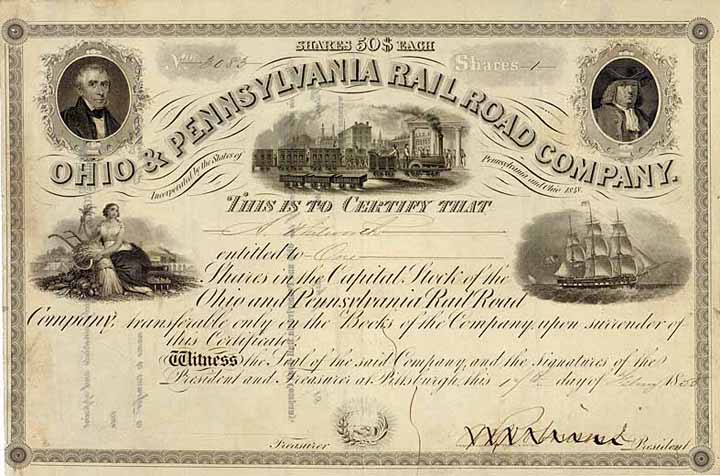 SHARES 50$ EACH
Shares 1
OHIO & PENNSYLVANIA RAIL ROAD COMPANY.
Incorporated by the States of Pennsylvania and Ohio 1848.
THIS IS TO CERTIFY THAT
entitled to One
Shares in the Capital Stock of the
Ohio and Pennsylvania Rail Road
Company, transferable only on the Books of the Company, upon surrender of
this Certificate
Witness the Seal of the said Company, and the Signatures of the
President and Treasurer at Pittsburgh, this 17th day of 18
Treasurer
President